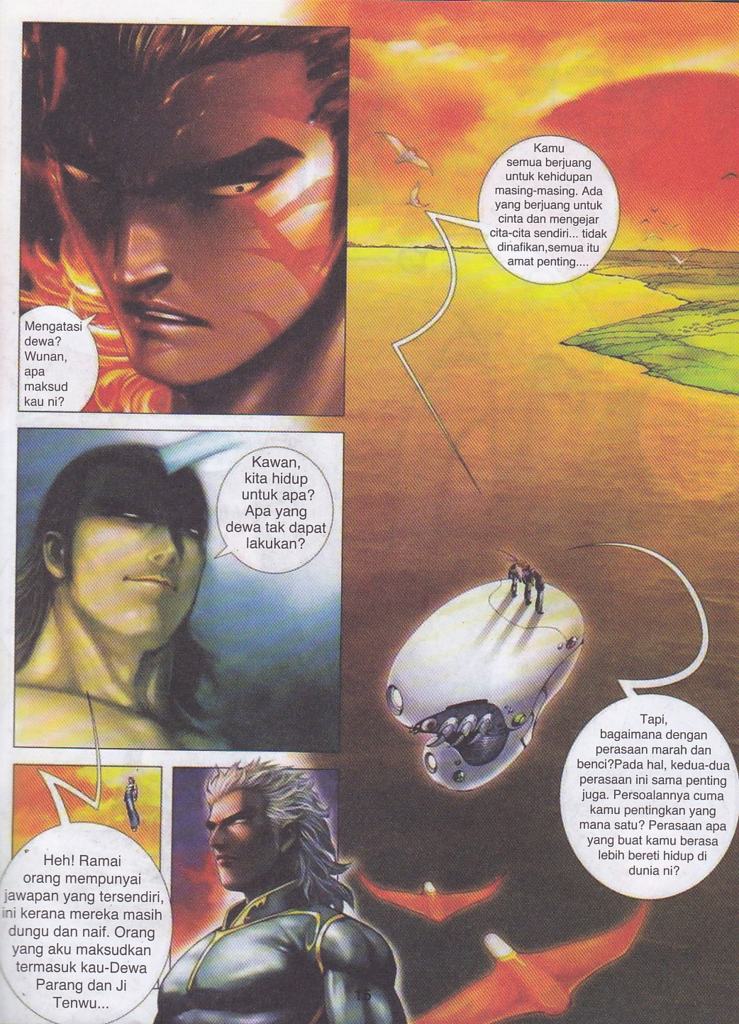 Mengatasi
dewa?
Wunan,
apa
maksud
kau ni?
Kawan,
kita hidup
untuk apa?
Apa yang
dewa tak dapat
lakukan?
Heh! Ramai
orang mempunyai
jawapan yang tersendiri,
ini kerana mereka masih
dungu dan naif. Orang
yang aku maksudkan
termasuk kau-Dewa
Parang dan Ji
Tenwu...
Kamu
semua berjuang
untuk kehidupan
masing-masing. Ada
yang berjuang untuk
cinta dan mengejar
cita-cita sendiri... tidak
dinafikan,semua itu
amat penting....
Tapi,
bagaimana dengan
perasaan marah dan
benci?Pada hal, kedua-dua
perasaan ini sama penting
juga. Persoalannya cuma
kamu pentingkan yang
mana satu? Perasaan apa
yang buat kamu berasa
lebih bereti hidup di
dunia ni?
15